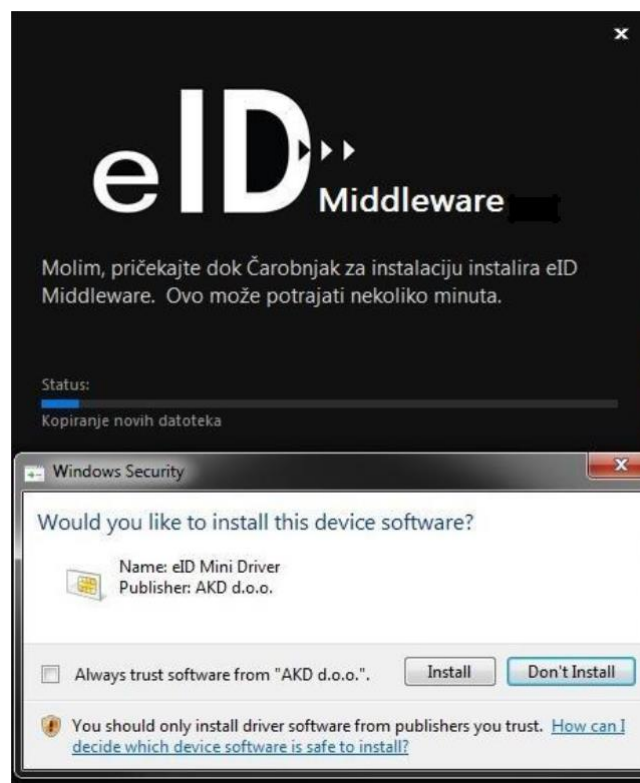 x
eID
Middleware
Molim, pričekajte dok Čarobnjak za instalaciju instalira eID
Middleware.  Ovo može potrajati nekoliko minuta.
Status:
Kopiranje novih datoteka
Windows Security
x
Would you like to install this device software?
Name: eID Mini Driver
Publisher: AKD d.o.o.
Always trust software from "AKD d.o.o.".
Install
Don't Install
You should only install driver software from publishers you trust.  How can I
decide which device software is safe to install?